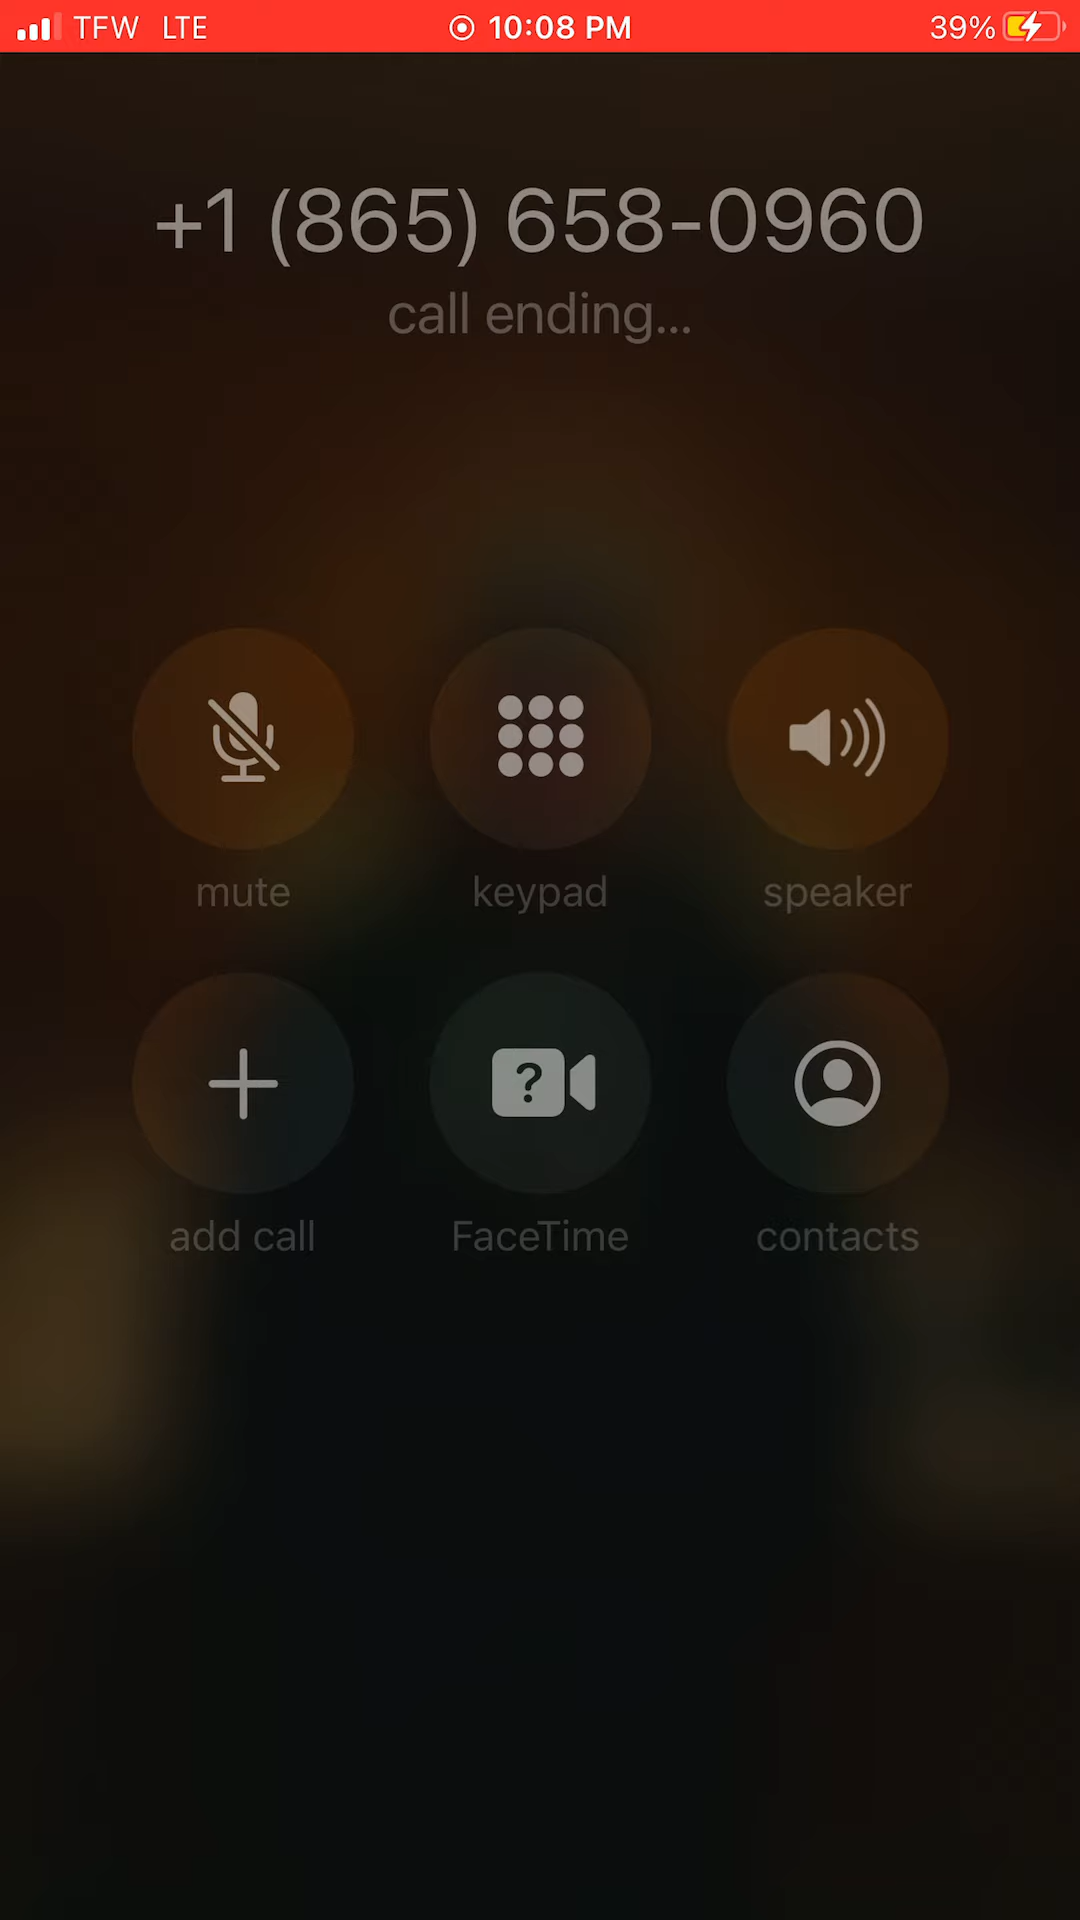 TFW LTE 10:08 PM 39%
+1 (865) 658-0960
call ending...
mute keypad speaker
?
add call FaceTime contacts